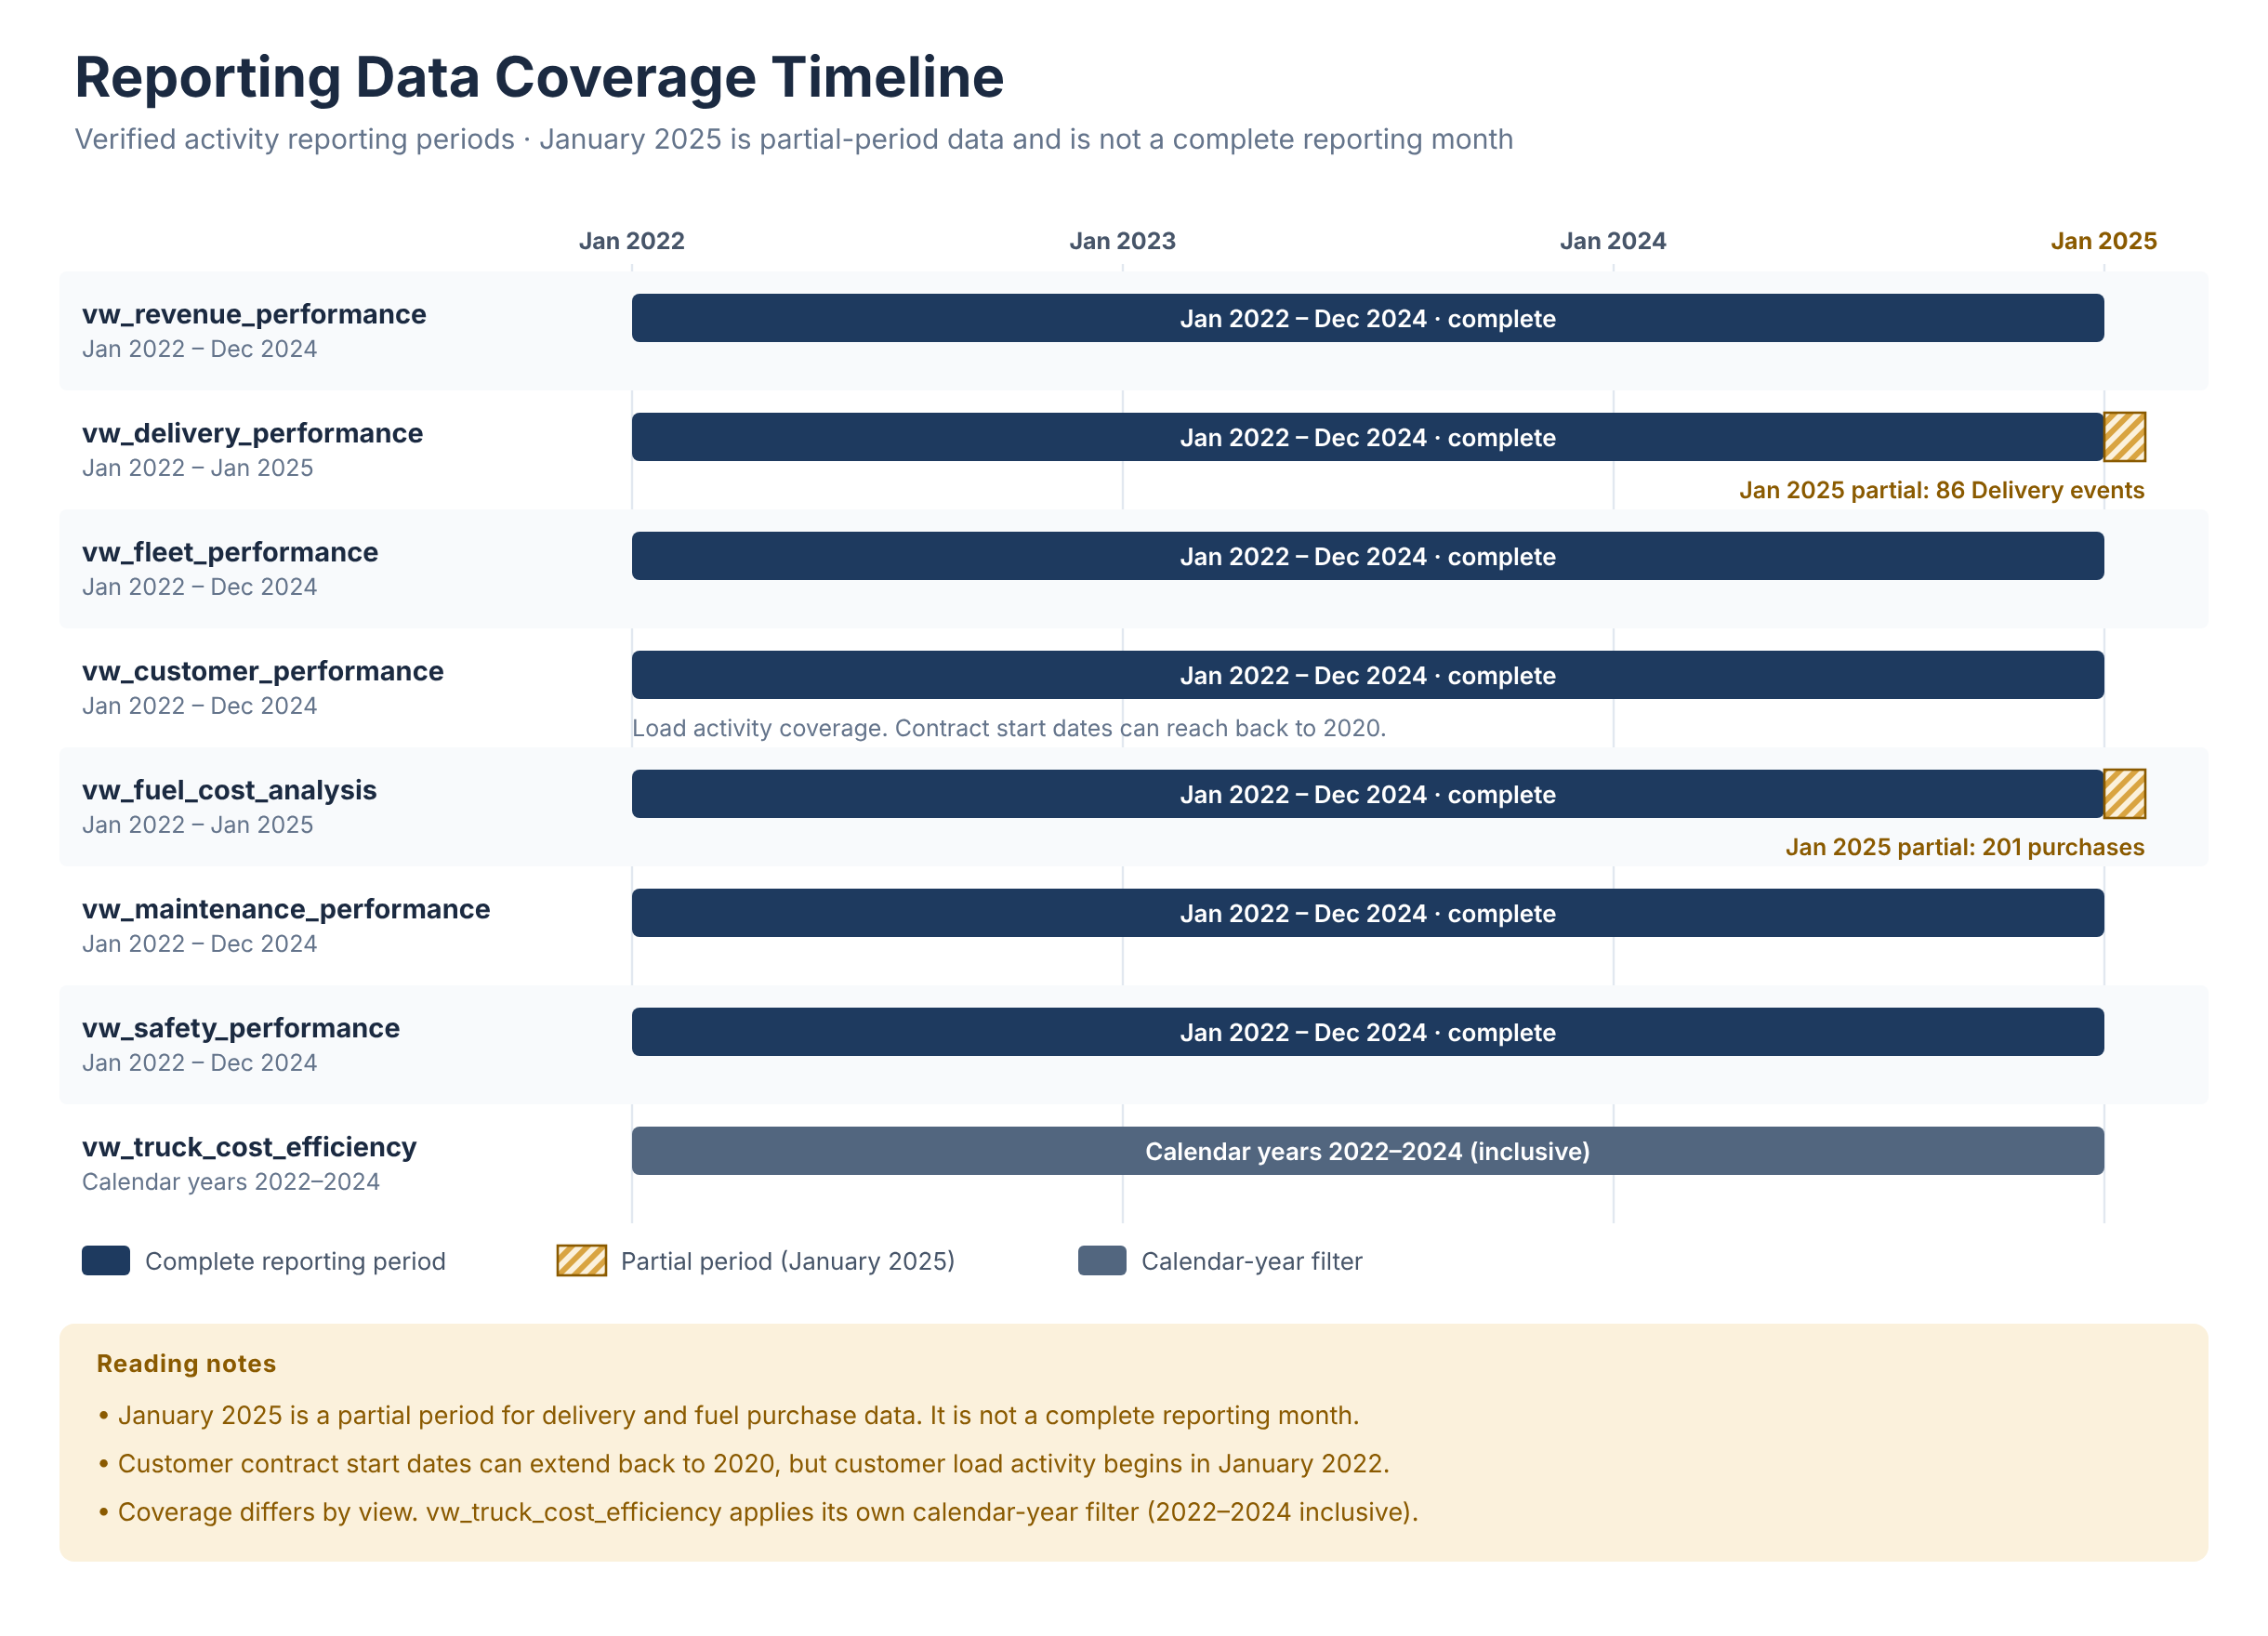 Reporting Data Coverage Timeline
Verified activity reporting periods · January 2025 is partial-period data and is not a complete reporting month
Jan 2022 Jan 2023 Jan 2024 Jan 2025
vw_revenue_performance
Jan 2022 – Dec 2024
Jan 2022 – Dec 2024 · complete
vw_delivery_performance
Jan 2022 – Jan 2025
Jan 2022 – Dec 2024 · complete
Jan 2025 partial: 86 Delivery events
vw_fleet_performance
Jan 2022 – Dec 2024
Jan 2022 – Dec 2024 · complete
vw_customer_performance
Jan 2022 – Dec 2024
Jan 2022 – Dec 2024 · complete
Load activity coverage. Contract start dates can reach back to 2020.
vw_fuel_cost_analysis
Jan 2022 – Jan 2025
Jan 2022 – Dec 2024 · complete
Jan 2025 partial: 201 purchases
vw_maintenance_performance
Jan 2022 – Dec 2024
Jan 2022 – Dec 2024 · complete
vw_safety_performance
Jan 2022 – Dec 2024
Jan 2022 – Dec 2024 · complete
vw_truck_cost_efficiency
Calendar years 2022–2024
Calendar years 2022–2024 (inclusive)
Complete reporting period
Partial period (January 2025)
Calendar-year filter
Reading notes
• January 2025 is a partial period for delivery and fuel purchase data. It is not a complete reporting month.
• Customer contract start dates can extend back to 2020, but customer load activity begins in January 2022.
• Coverage differs by view. vw_truck_cost_efficiency applies its own calendar-year filter (2022–2024 inclusive).